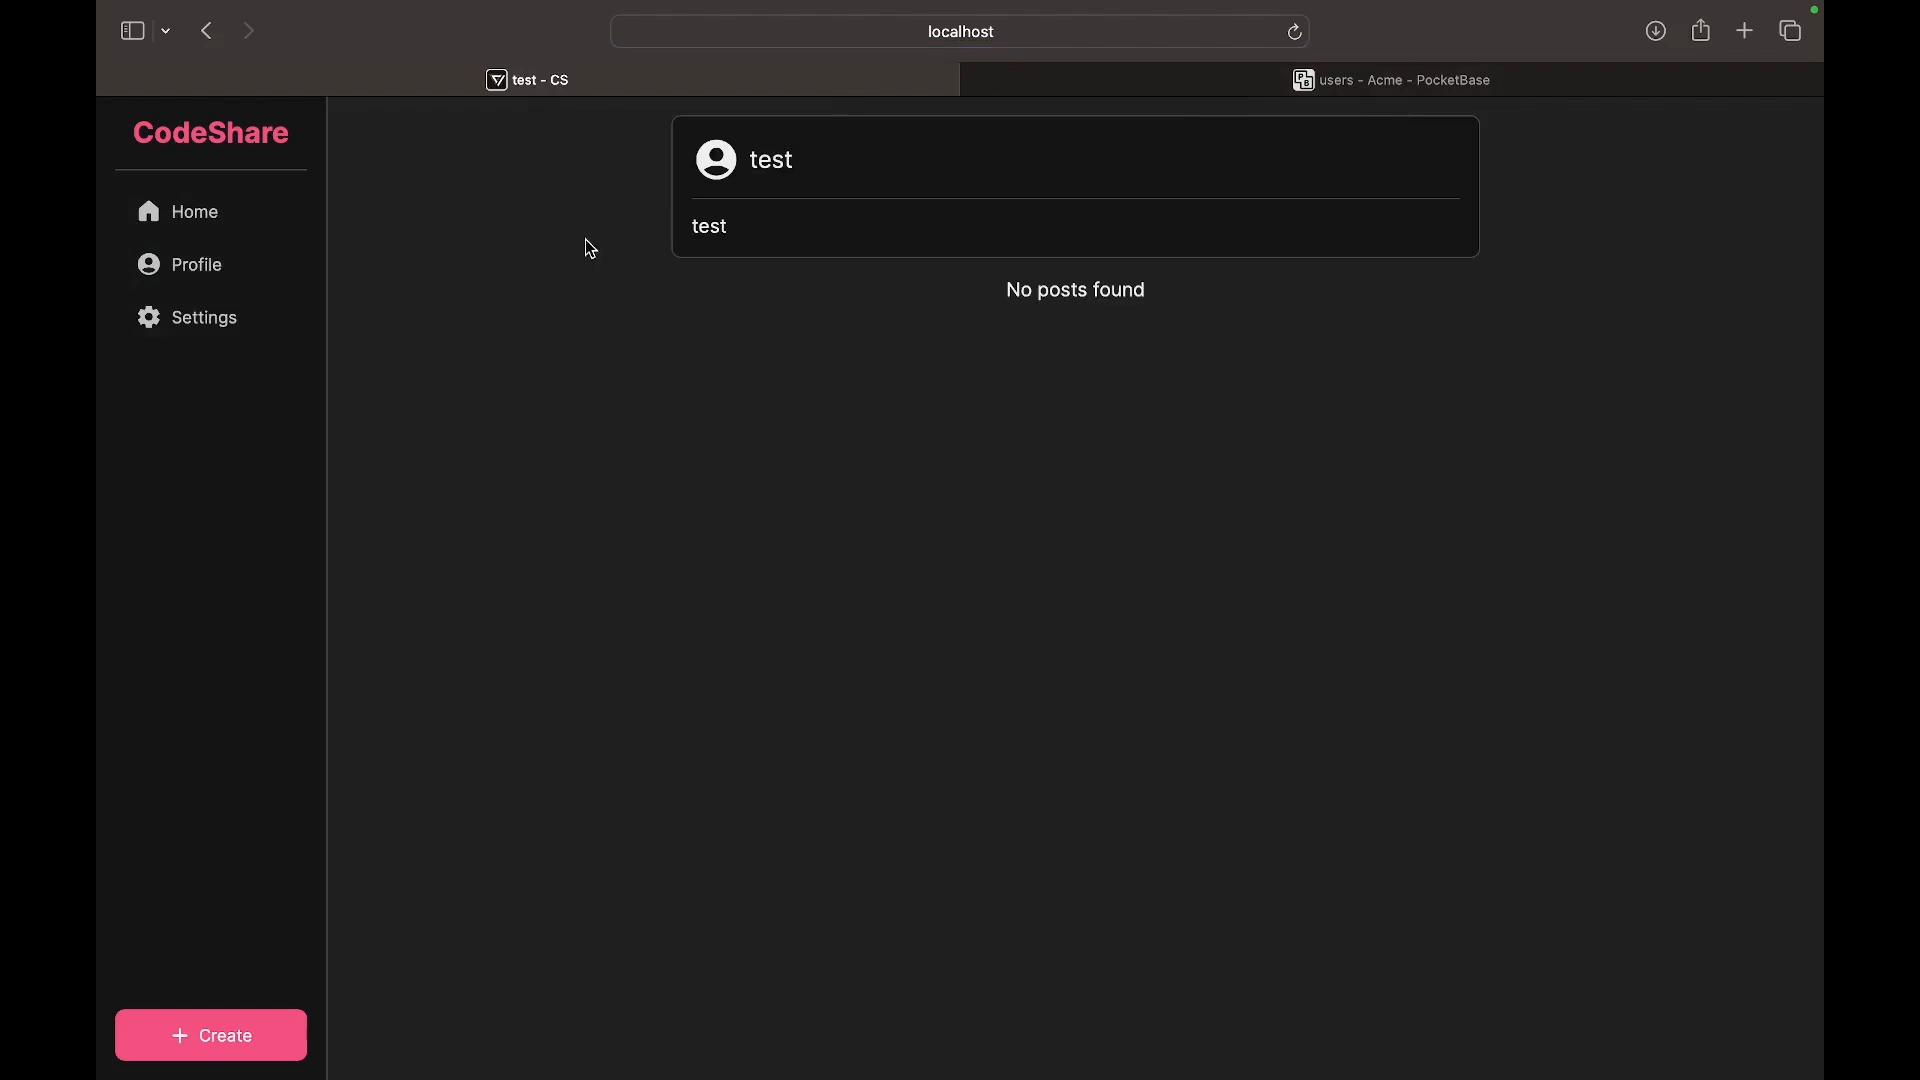 localhost
test - CS
users - Acme - PocketBase
CodeShare
Home
Profile
Settings
test
test
No posts found
Create